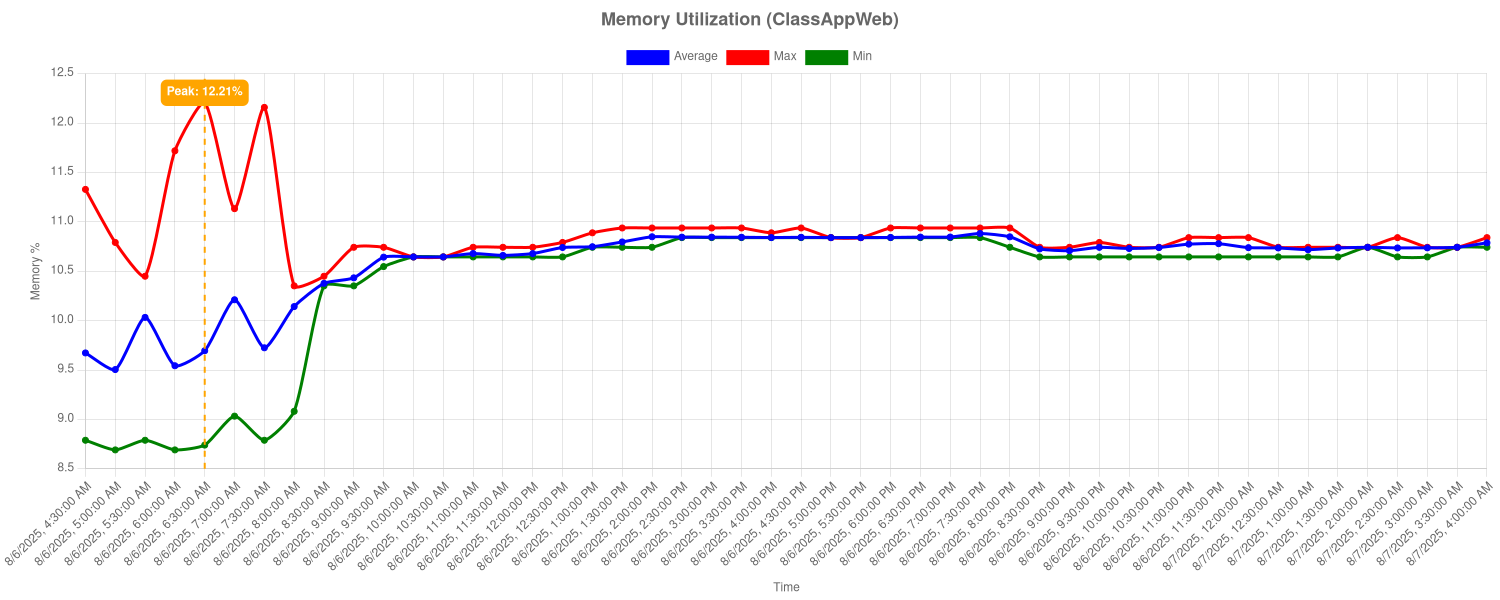 Memory Utilization (ClassAppWeb)
Average Max Min
Peak: 12.21%
12.5
12.0
11.5
11.0
10.5
10.0
9.5
9.0
8.5
Memory %
8/6/2025, 4:30:00 AM
8/6/2025, 5:00:00 AM
8/6/2025, 5:30:00 AM
8/6/2025, 6:00:00 AM
8/6/2025, 6:30:00 AM
8/6/2025, 7:00:00 AM
8/6/2025, 7:30:00 AM
8/6/2025, 8:00:00 AM
8/6/2025, 8:30:00 AM
8/6/2025, 9:00:00 AM
8/6/2025, 9:30:00 AM
8/6/2025, 10:00:00 AM
8/6/2025, 10:30:00 AM
8/6/2025, 11:00:00 AM
8/6/2025, 11:30:00 AM
8/6/2025, 12:00:00 PM
8/6/2025, 12:30:00 PM
8/6/2025, 1:00:00 PM
8/6/2025, 1:30:00 PM
8/6/2025, 2:00:00 PM
8/6/2025, 2:30:00 PM
8/6/2025, 3:00:00 PM
8/6/2025, 3:30:00 PM
8/6/2025, 4:00:00 PM
8/6/2025, 4:30:00 PM
8/6/2025, 5:00:00 PM
8/6/2025, 5:30:00 PM
8/6/2025, 6:00:00 PM
8/6/2025, 6:30:00 PM
8/6/2025, 7:00:00 PM
8/6/2025, 7:30:00 PM
8/6/2025, 8:00:00 PM
8/6/2025, 8:30:00 PM
8/6/2025, 9:00:00 PM
8/6/2025, 9:30:00 PM
8/6/2025, 10:00:00 PM
8/6/2025, 10:30:00 PM
8/6/2025, 11:00:00 PM
8/6/2025, 11:30:00 PM
8/7/2025, 12:00:00 AM
8/7/2025, 12:30:00 AM
8/7/2025, 1:00:00 AM
8/7/2025, 1:30:00 AM
8/7/2025, 2:00:00 AM
8/7/2025, 2:30:00 AM
8/7/2025, 3:00:00 AM
8/7/2025, 3:30:00 AM
8/7/2025, 4:00:00 AM
Time